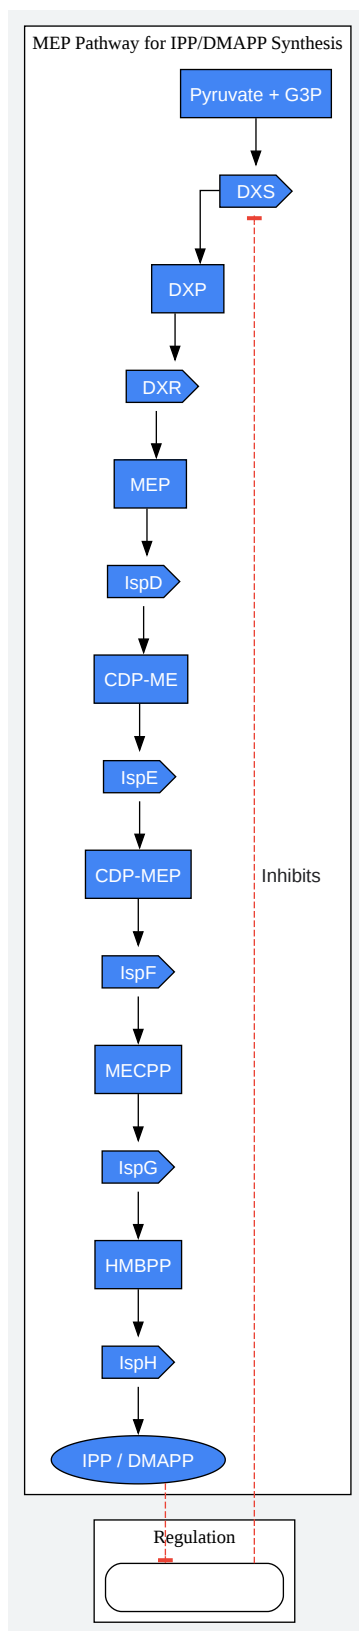 MEP Pathway for IPP/DMAPP Synthesis
Pyruvate + G3P
DXS
DXP
DXR
MEP
IspD
CDP-ME
IspE
Inhibits
CDP-MEP
IspF
MECPP
IspG
HMBPP
IspH
IPP / DMAPP
Regulation